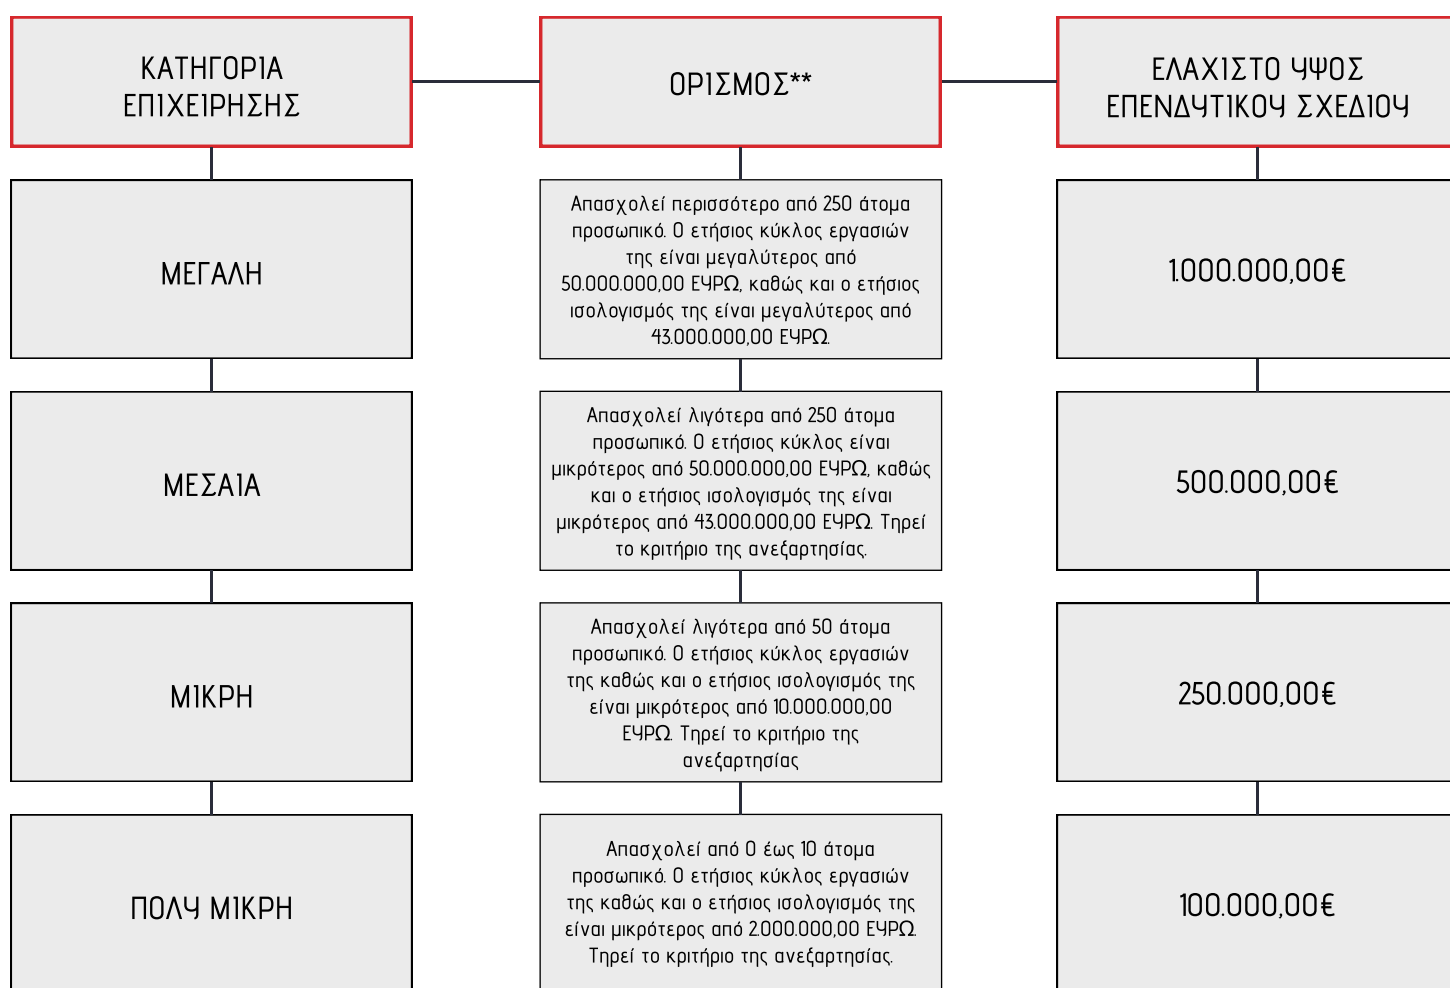 ΚΑΤΗΓΟΡΙΑ
ΕΠΙΧΕΙΡΗΣΗΣ
ΟΡΙΣΜΟΣ**
ΕΛΑΧΙΣΤΟ ΥΨΟΣ
ΕΠΕΝΔΥΤΙΚΟΥ ΣΧΕΔΙΟΥ
ΜΕΓΑΛΗ
Απασχολεί περισσότερο από 250 άτομα
προσωπικό. Ο ετήσιος κύκλος εργασιών
της είναι μεγαλύτερος από
50.000.000,00 ΕΥΡΩ, καθώς και ο ετήσιος
ισολογισμός της είναι μεγαλύτερος από
43.000.000,00 ΕΥΡΩ.
1.000.000,00€
ΜΕΣΑΙΑ
Απασχολεί λιγότερα από 250 άτομα
προσωπικό. Ο ετήσιος κύκλος είναι
μικρότερος από 50.000.000,00 ΕΥΡΩ, καθώς
και ο ετήσιος ισολογισμός της είναι
μικρότερος από 43.000.000,00 ΕΥΡΩ. Τηρεί
το κριτήριο της ανεξαρτησίας.
500.000,00€
ΜΙΚΡΗ
Απασχολεί λιγότερα από 50 άτομα
προσωπικό. Ο ετήσιος κύκλος εργασιών
της καθώς και ο ετήσιος ισολογισμός της
είναι μικρότερος από 10.000.000,00
ΕΥΡΩ. Τηρεί το κριτήριο της
ανεξαρτησίας
250.000,00€
ΠΟΛΥ ΜΙΚΡΗ
Απασχολεί από 0 έως 10 άτομα
προσωπικό. Ο ετήσιος κύκλος εργασιών
της καθώς και ο ετήσιος ισολογισμός της
είναι μικρότερος από 2.000.000,00 ΕΥΡΩ.
Τηρεί το κριτήριο της ανεξαρτησίας.
100.000,00€